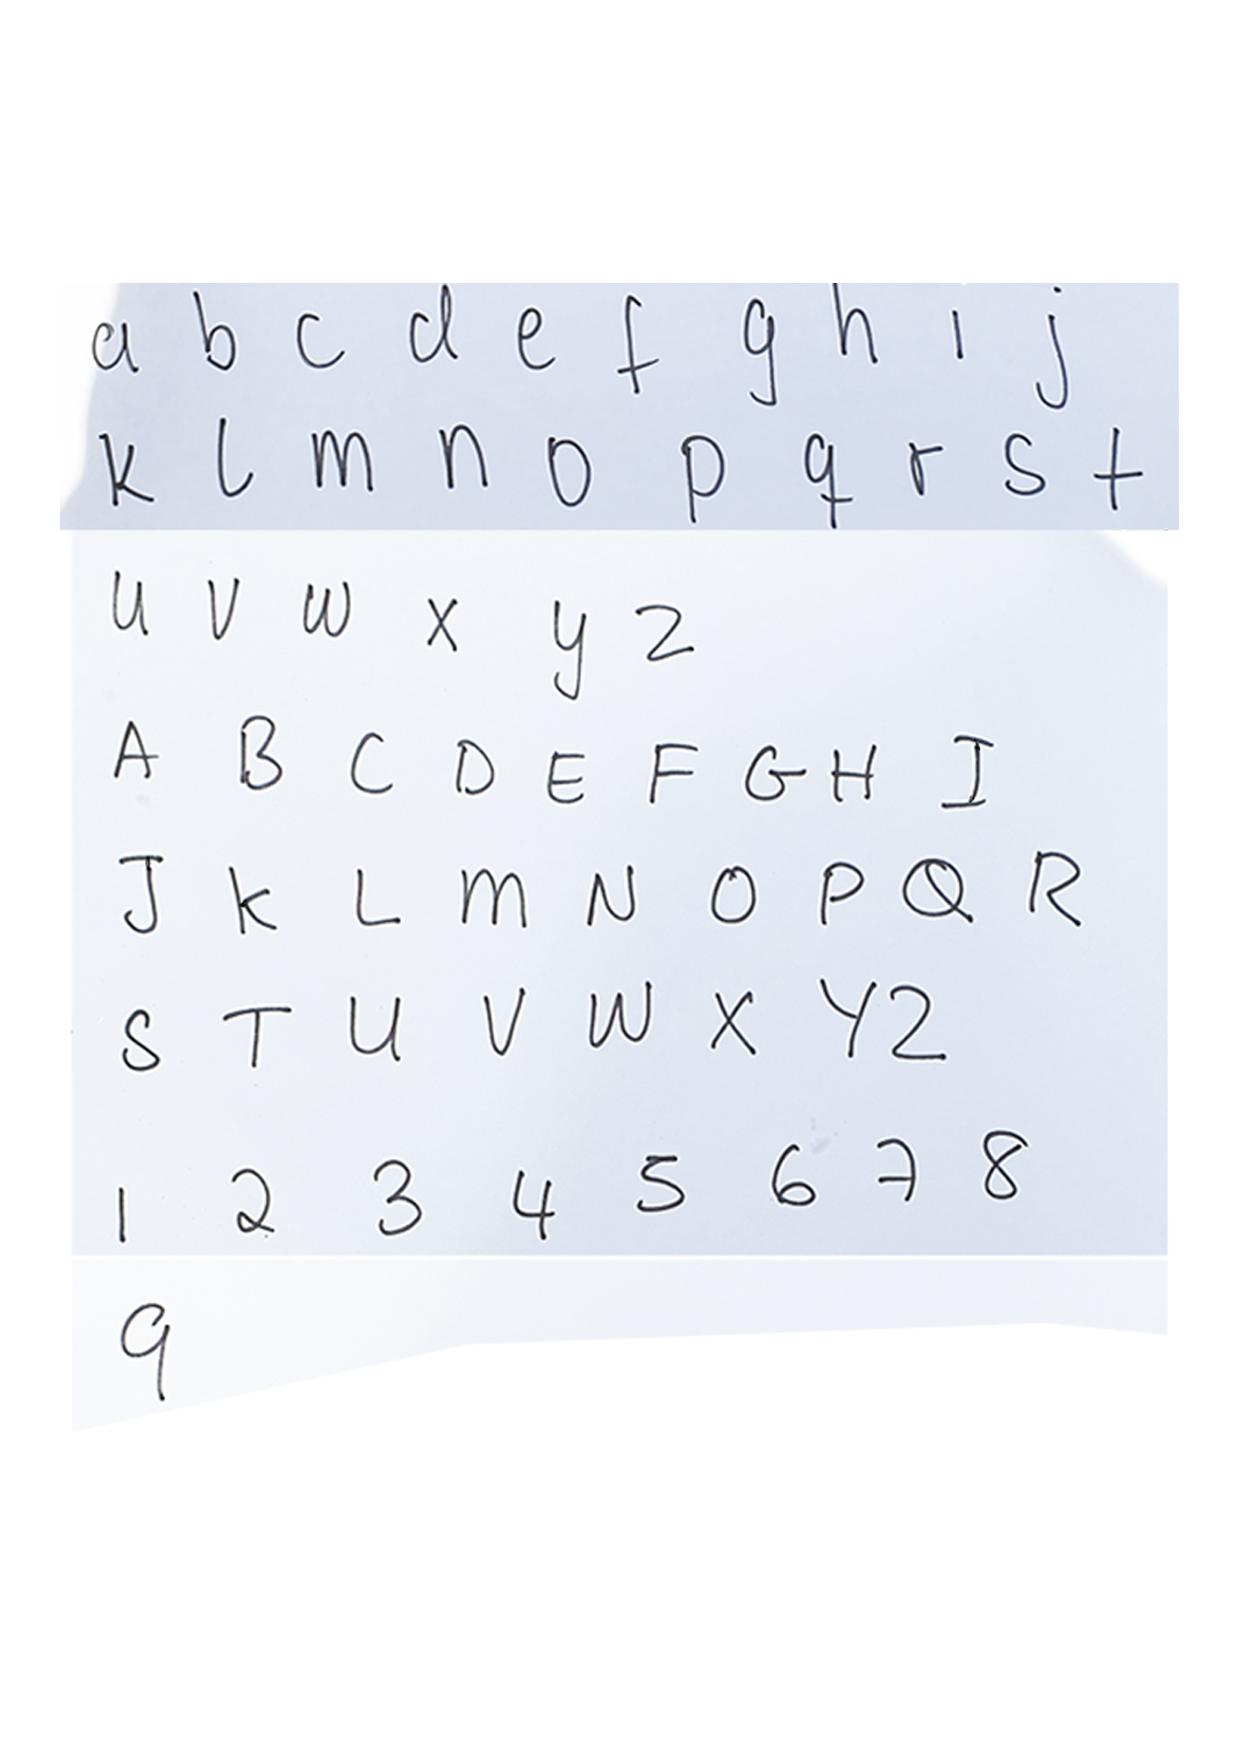 a b c d e f g h i j
k l m n o p q r s t
u v w x y z
A B C D E F G H I
J K L M N O P Q R
S T U V W X Y Z
1 2 3 4 5 6 7 8
9